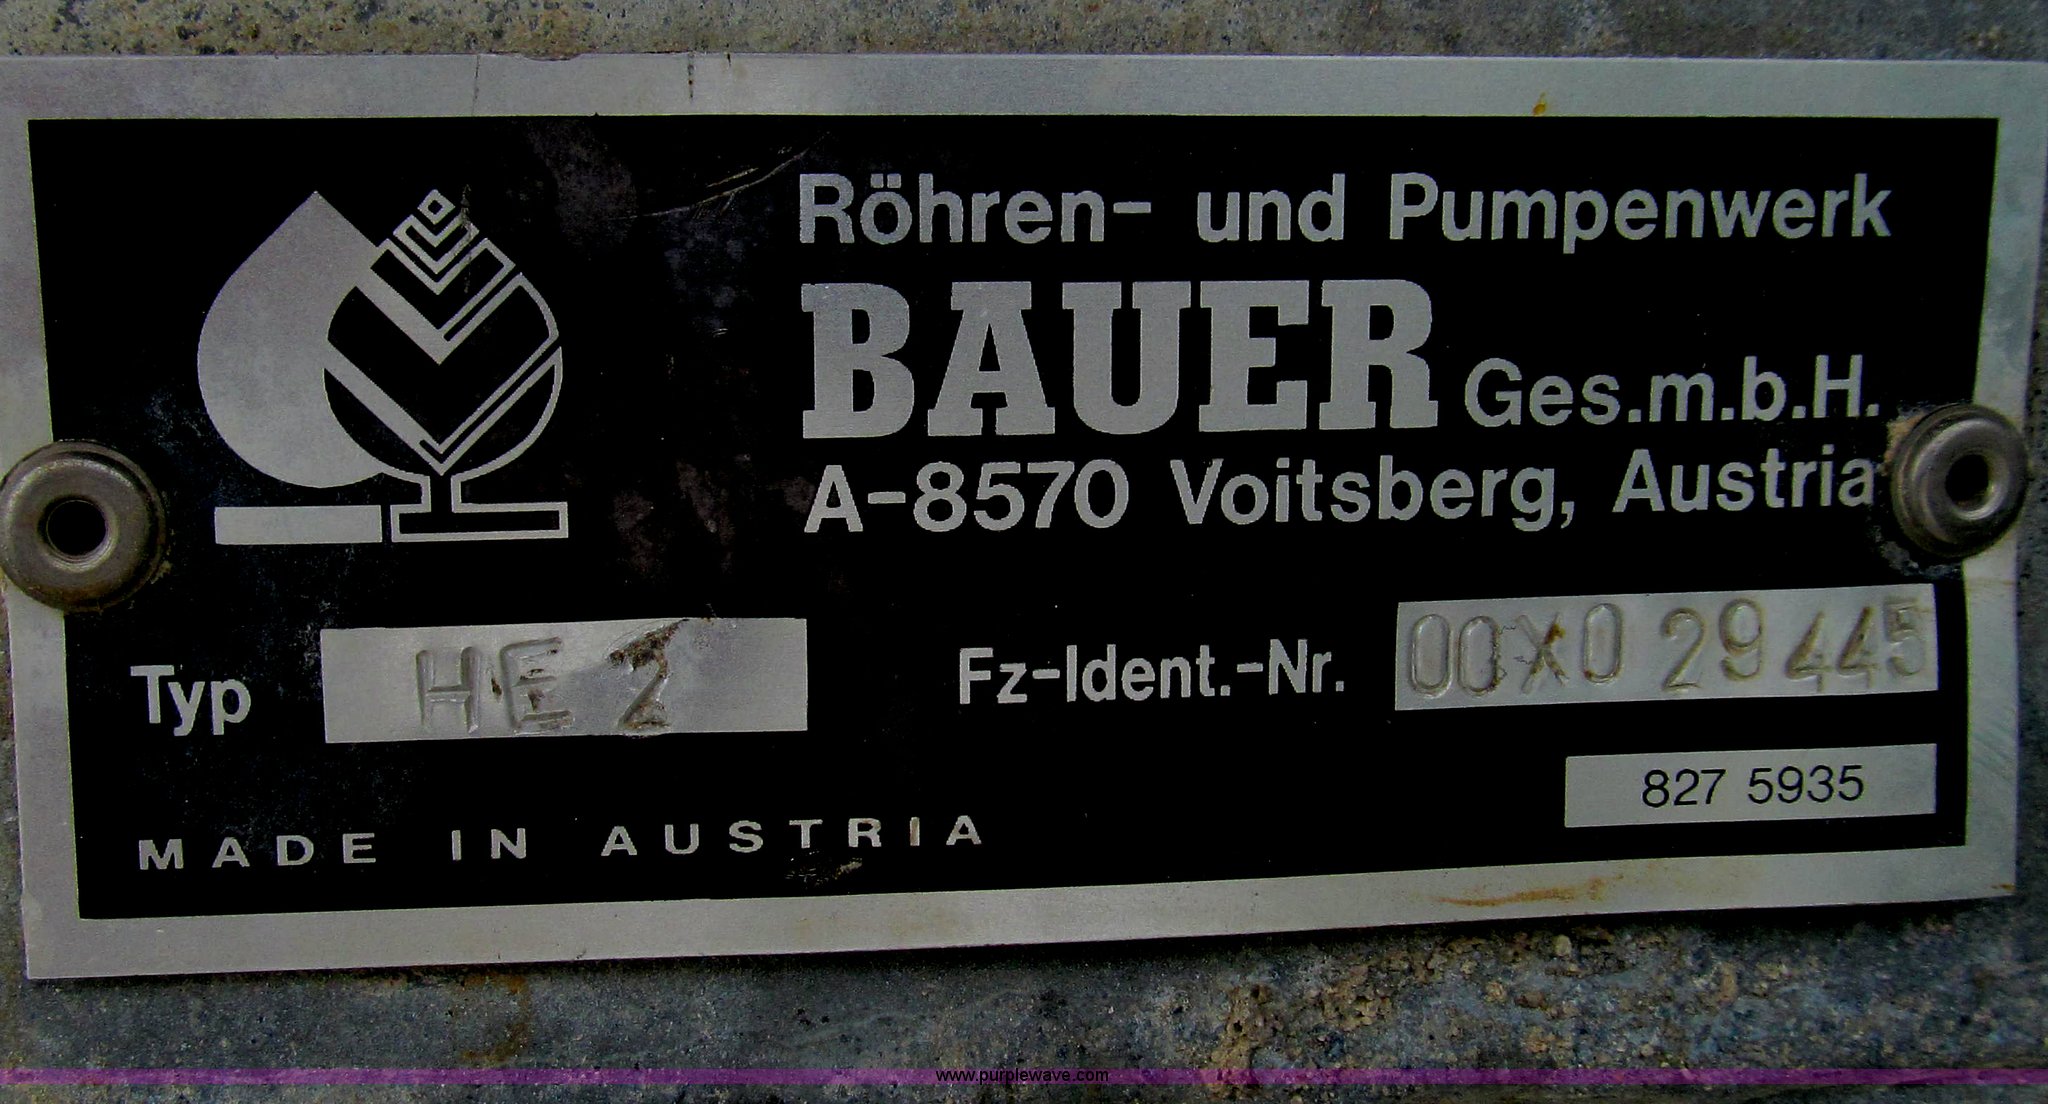 Röhren- und Pumpenwerk
BAUER Ges.m.b.H.
A-8570 Voitsberg, Austria
Typ HE 2 Fz-Ident.-Nr. 00X0 29445
827 5935
MADE IN AUSTRIA
www.purplewave.com